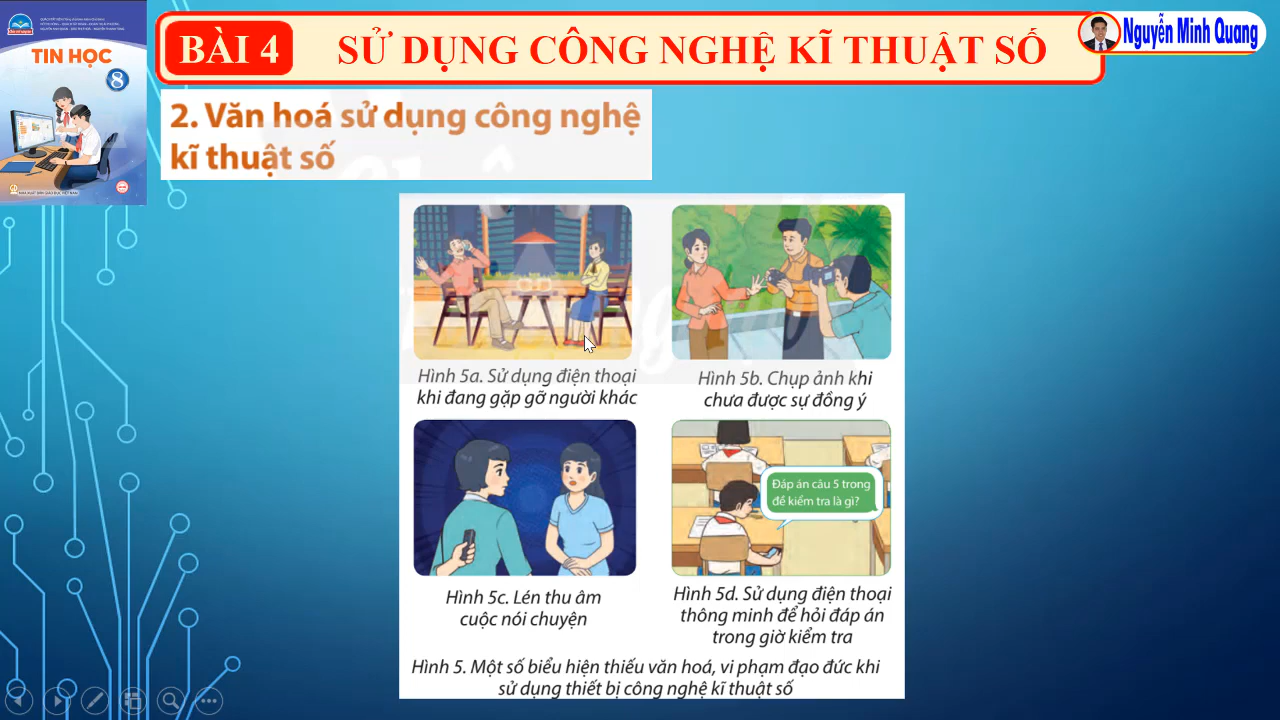 TIN HỌC
8
BÀI 4
SỬ DỤNG CÔNG NGHỆ KĨ THUẬT SỐ
Nguyễn Minh Quang
2. Văn hoá sử dụng công nghệ
kĩ thuật số
Hình 5a. Sử dụng điện thoại
khi đang gặp gỡ người khác
Hình 5b. Chụp ảnh khi
chưa được sự đồng ý
Đáp án câu 5 trong
đề kiểm tra là gì?
Hình 5c. Lén thu âm
cuộc nói chuyện
Hình 5d. Sử dụng điện thoại
thông minh để hỏi đáp án
trong giờ kiểm tra
Hình 5. Một số biểu hiện thiếu văn hoá, vi phạm đạo đức khi
sử dụng thiết bị công nghệ kĩ thuật số